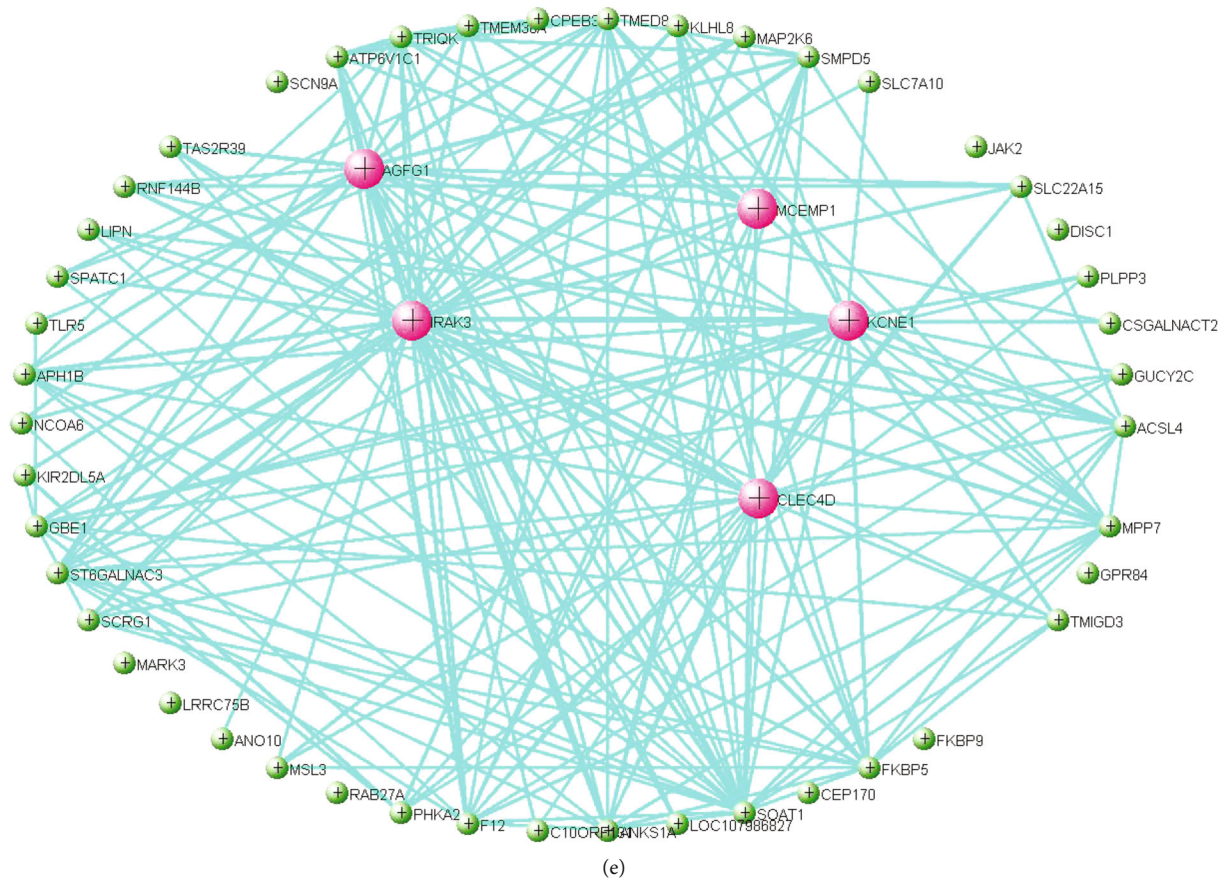 CPEB3
TMED8
TMEM38A
KLHL8
TRIQK
MAP2K6
ATP6V1C1
SMPD5
SCN9A
SLC7A10
TAS2R39
JAK2
AGFG1
RNF144B
SLC22A15
MCEMP1
LIPN
DISC1
SPATC1
PLPP3
IRAK3
KCNE1
TLR5
CSGALNACT2
APH1B
GUCY2C
NCOA6
ACSL4
KIR2DL5A
CLEC4D
GBE1
MPP7
ST6GALNAC3
GPR84
SCRG1
TMIGD3
MARK3
LRRC75B
ANO10
FKBP9
MSL3
FKBP5
RAB27A
CEP170
PHKA2
SOAT1
F12
LOC107986827
ANKS1A
(e)